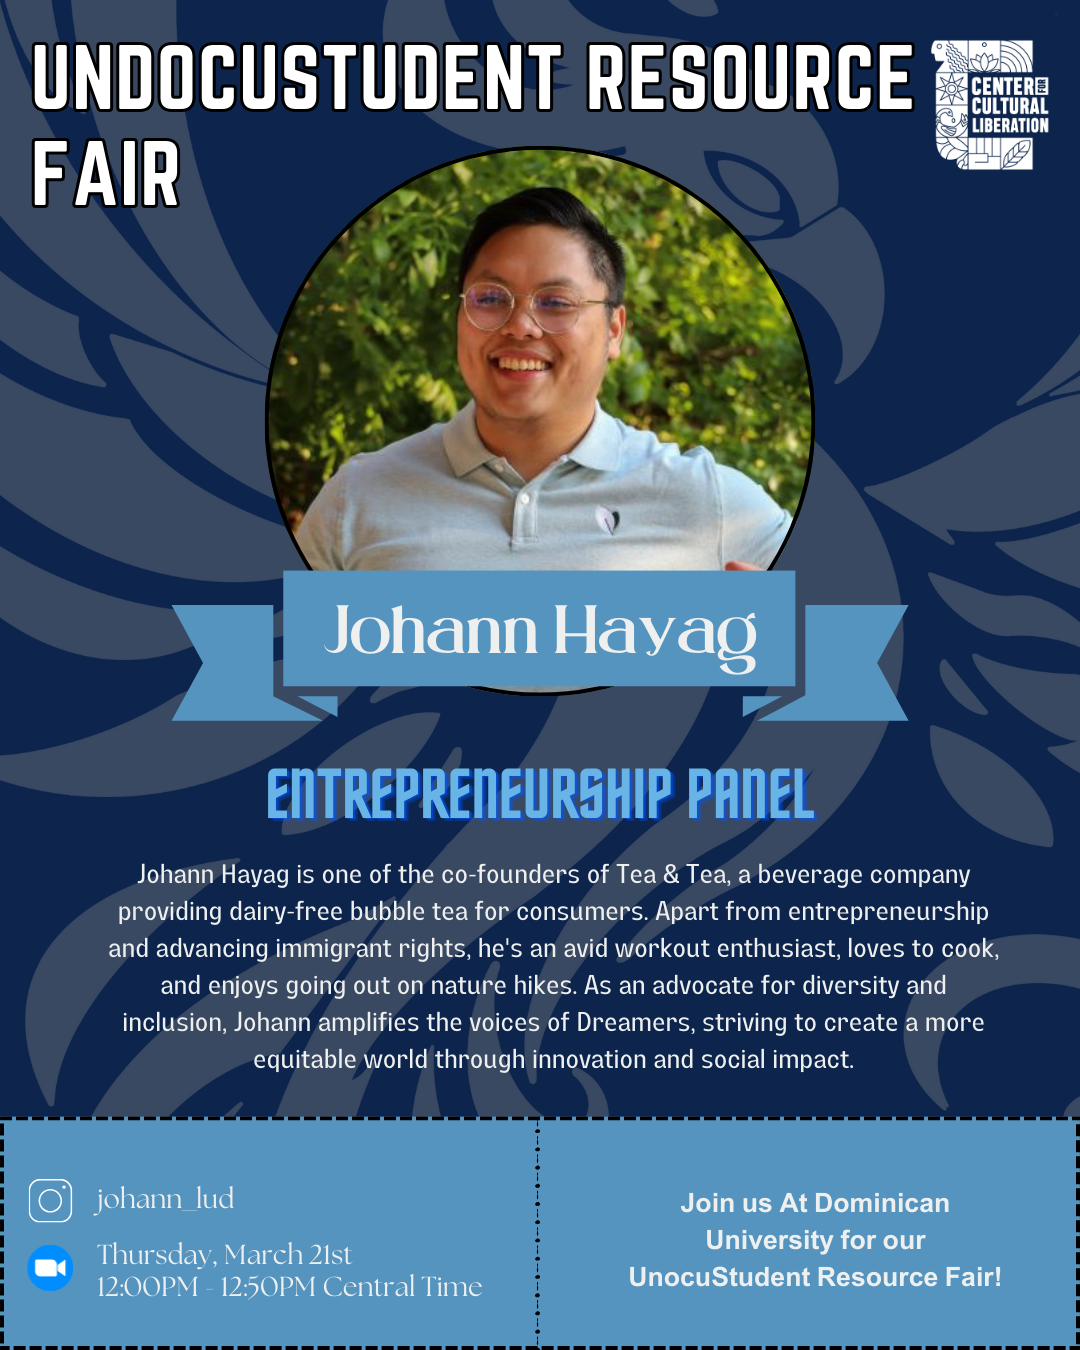 UNDOCUSTUDENT RESOURCE
FAIR
CENTER FOR
CULTURAL
LIBERATION
Johann Hayag
ENTREPRENEURSHIP PANEL
Johann Hayag is one of the co-founders of Tea & Tea, a beverage company
providing dairy-free bubble tea for consumers. Apart from entrepreneurship
and advancing immigrant rights, he's an avid workout enthusiast, loves to cook,
and enjoys going out on nature hikes. As an advocate for diversity and
inclusion, Johann amplifies the voices of Dreamers, striving to create a more
equitable world through innovation and social impact.
johann_lud
Thursday, March 21st
12:00PM - 12:50PM Central Time
Join us At Dominican
University for our
UnocuStudent Resource Fair!